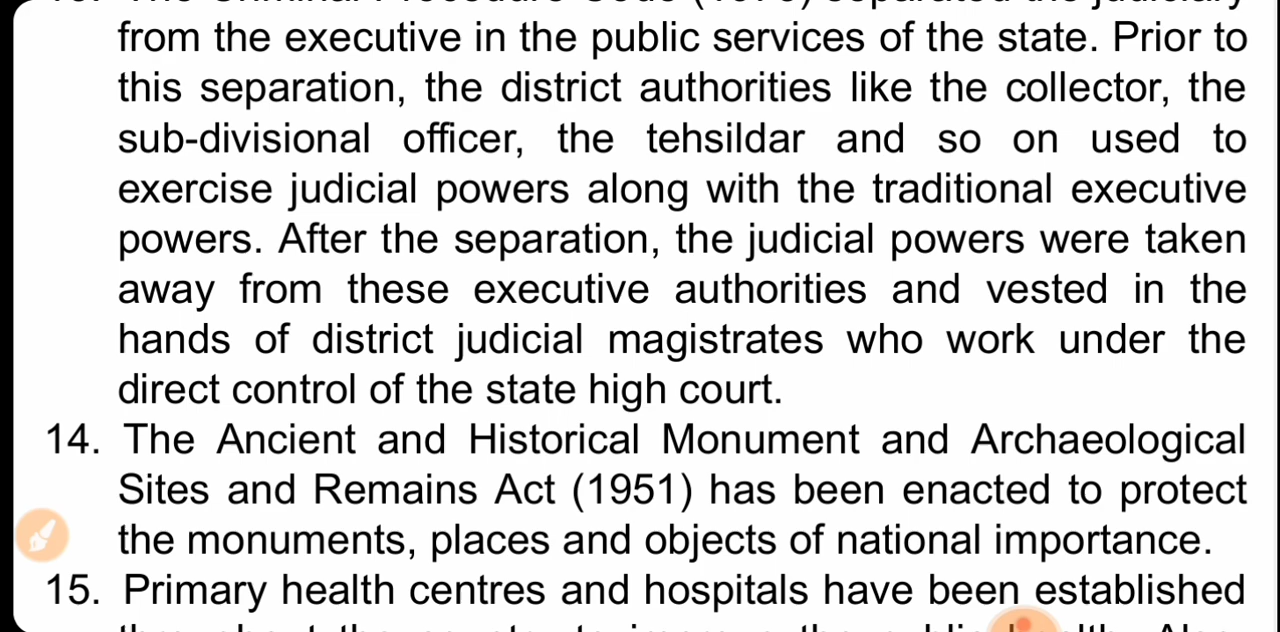 from the executive in the public services of the state. Prior to
this separation, the district authorities like the collector, the
sub-divisional officer, the tehsildar and so on used to
exercise judicial powers along with the traditional executive
powers. After the separation, the judicial powers were taken
away from these executive authorities and vested in the
hands of district judicial magistrates who work under the
direct control of the state high court.
14. The Ancient and Historical Monument and Archaeological
Sites and Remains Act (1951) has been enacted to protect
the monuments, places and objects of national importance.
15. Primary health centres and hospitals have been established